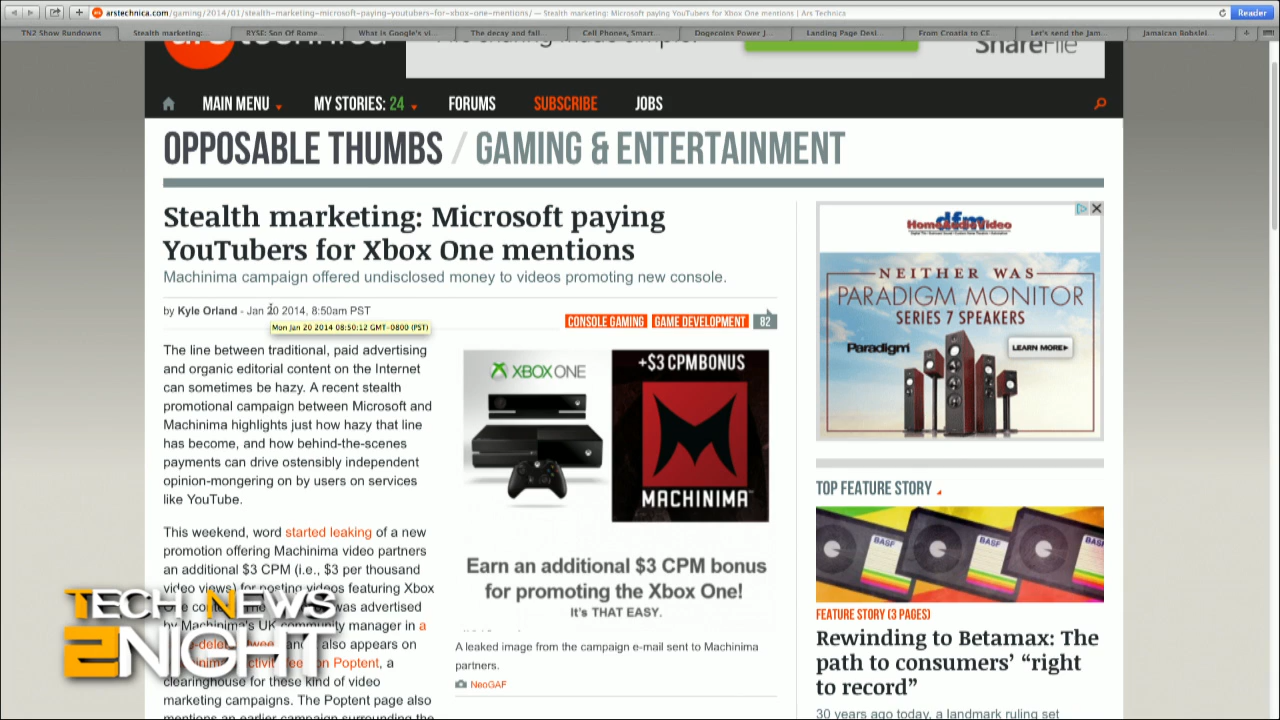 arstechnica.com/gaming/2014/01/stealth-marketing-microsoft-paying-youtubers-for-xbox-one-mentions/ — Stealth marketing: Microsoft paying YouTubers for Xbox One mentions | Ars Technica
Reader
TN2 Show Rundowns
Stealth marketing:
RYSE: Son Of Rome
What is Google's vi...
The decay and fall
Cell Phones, Smart
Dogecoins Power J...
Landing Page Desi...
From Croatia to CE
Let's send the Jam
Jamaican Bobslei
ShareFile
MAIN MENU
MY STORIES: 24
FORUMS
SUBSCRIBE
JOBS
OPPOSABLE THUMBS / GAMING & ENTERTAINMENT
Stealth marketing: Microsoft paying
YouTubers for Xbox One mentions
Machinima campaign offered undisclosed money to videos promoting new console.
by Kyle Orland - Jan 20 2014, 8:50am PST
Mon Jan 20 2014 08:50:12 GMT-0800 (PST)
CONSOLE GAMING
GAME DEVELOPMENT
82
The line between traditional, paid advertising
and organic editorial content on the Internet
can sometimes be hazy. A recent stealth
promotional campaign between Microsoft and
Machinima highlights just how hazy that line
has become, and how behind-the-scenes
payments can drive ostensibly independent
opinion-mongering on by users on services
like YouTube.
This weekend, word started leaking of a new
promotion offering Machinima video partners
an additional $3 CPM (i.e., $3 per thousand
video views) for posting videos featuring Xbox
was advertised
by Machinima's UK community manager in a
also appears on
on Poptent, a
clearinghouse for these kind of video
marketing campaigns. The Poptent page also
mentions an earlier campaign surrounding the
XBOX ONE
+$3 CPM BONUS
MACHINIMA
Earn an additional $3 CPM bonus
for promoting the Xbox One!
It's THAT EASY.
A leaked image from the campaign e-mail sent to Machinima
partners.
NeoGAF
dfm
HomeAudioVideo
NEITHER WAS
PARADIGM MONITOR
SERIES 7 SPEAKERS
Paradigm
LEARN MORE
TOP FEATURE STORY
BASF
BASF
BASF
FEATURE STORY (3 PAGES)
Rewinding to Betamax: The
path to consumers' “right
to record”
30 years ago today, a landmark ruling set
TECH NEWS
2NIGHT